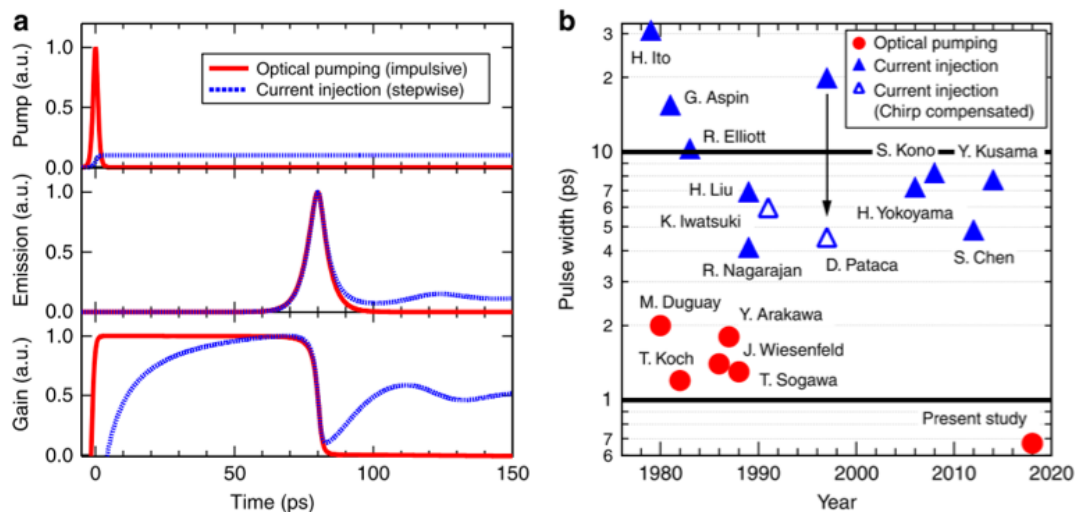 a
Pump (a.u.)
1.0
0.5
0.0
Optical pumping (impulsive)
Current injection (stepwise)
Emission (a.u.)
1.0
0.5
0.0
Gain (a.u.)
1.0
0.5
0.0
0
50
100
150
Time (ps)
b
Pulse width (ps)
3
2
10
7
6
5
4
3
2
1
7
6
1980
1990
2000
2010
2020
Year
Optical pumping
Current injection
Current injection
(Chirp compensated)
H. Ito
G. Aspin
R. Elliott
S. Kono
Y. Kusama
H. Liu
K. Iwatsuki
H. Yokoyama
R. Nagarajan
D. Pataca
S. Chen
M. Duguay
Y. Arakawa
T. Koch
J. Wiesenfeld
T. Sogawa
Present study